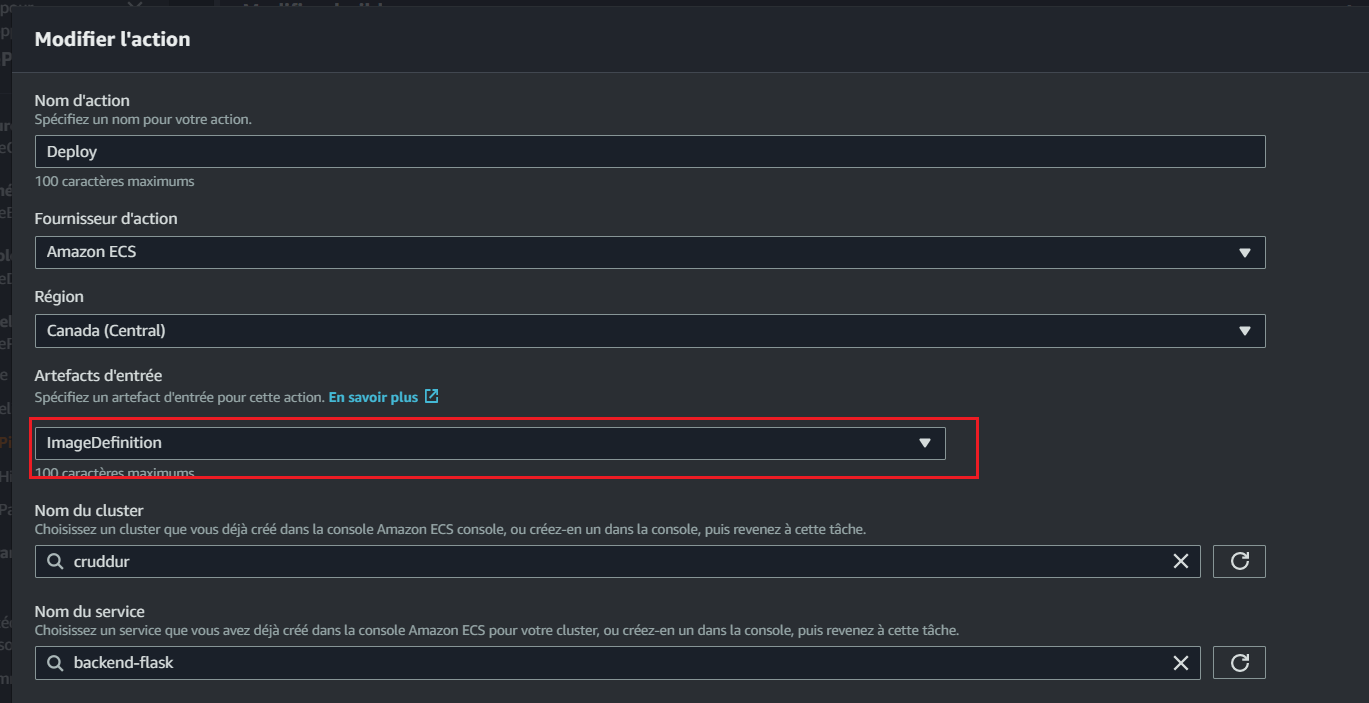 Modifier l'action
Nom d'action
Spécifiez un nom pour votre action.
Deploy
100 caractères maximums
Fournisseur d'action
Amazon ECS
Région
Canada (Central)
Artefacts d'entrée
Spécifiez un artefact d'entrée pour cette action. En savoir plus
ImageDefinition
100 caractères maximums
Nom du cluster
Choisissez un cluster que vous déjà créé dans la console Amazon ECS console, ou créez-en un dans la console, puis revenez à cette tâche.
cruddur
Nom du service
Choisissez un service que vous avez déjà créé dans la console Amazon ECS pour votre cluster, ou créez-en un dans la console, puis revenez à cette tâche.
backend-flask